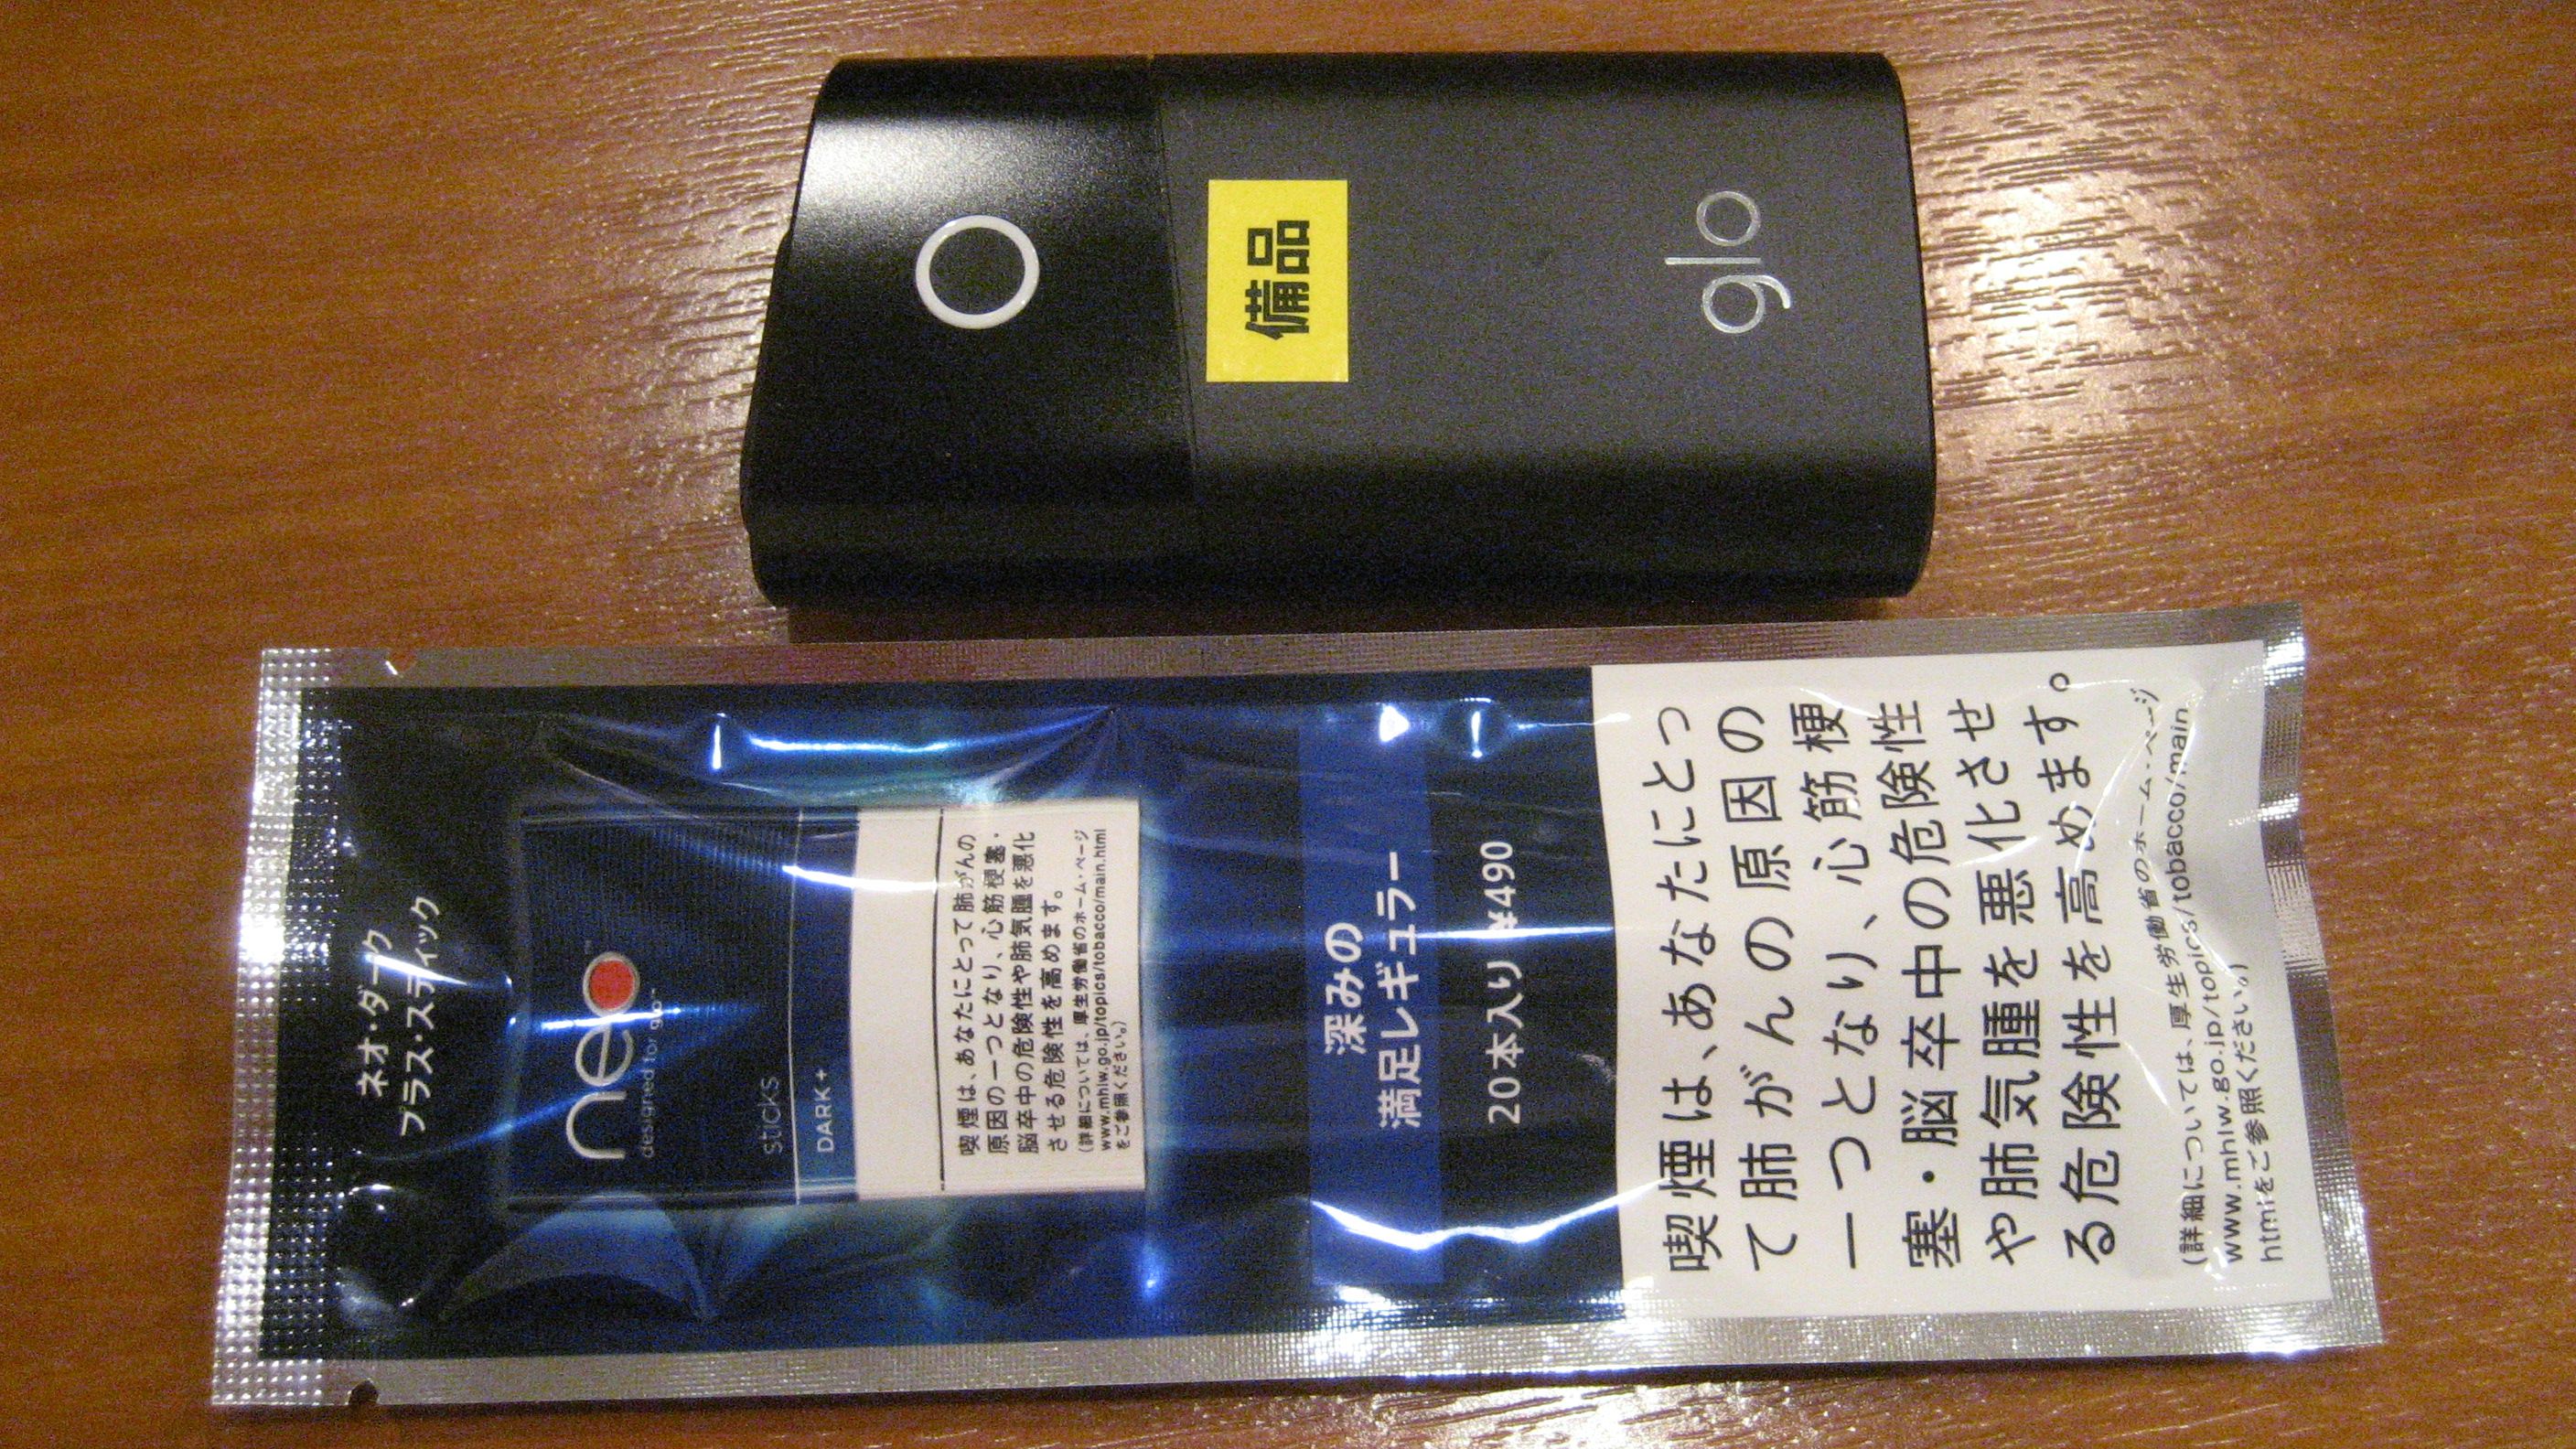 備品
glo
ネオ・ダーク
プラス・スティック
neo
designed for glo™
STICKS
DARK+
喫煙は、あなたにとって肺がんの
原因の一つとなり、心筋梗塞・
脳卒中の危険性や肺気腫を悪化
させる危険性を高めます。
(詳細については、厚生労働省のホーム・ページ
www.mhlw.go.jp/topics/tobacco/main.html
をご参照ください。)
深みの
満足レギュラー
20本入り ¥490
喫煙は、あなたにとっ
て肺がんの原因の
一つとなり、心筋梗
塞・脳卒中の危険性
や肺気腫を悪化させ
る危険性を高めます。
(詳細については、厚生労働省のホーム・ページ
www.mhlw.go.jp/topics/tobacco/main.
htmlをご参照ください。)